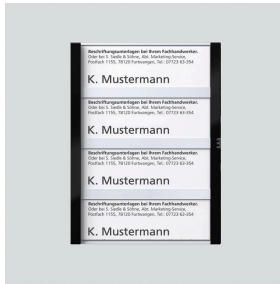 Beschriftungsunterlagen bei Ihrem Fachhandwerker.
Oder bei S. Siedle & Söhne, Abt. Marketing-Service,
Postfach 1155, 78120 Furtwangen, Tel.: 07723 63-354
K. Mustermann
Beschriftungsunterlagen bei Ihrem Fachhandwerker.
Oder bei S. Siedle & Söhne, Abt. Marketing-Service,
Postfach 1155, 78120 Furtwangen, Tel.: 07723 63-354
K. Mustermann
Beschriftungsunterlagen bei Ihrem Fachhandwerker.
Oder bei S. Siedle & Söhne, Abt. Marketing-Service,
Postfach 1155, 78120 Furtwangen, Tel.: 07723 63-354
K. Mustermann
Beschriftungsunterlagen bei Ihrem Fachhandwerker.
Oder bei S. Siedle & Söhne, Abt. Marketing-Service,
Postfach 1155, 78120 Furtwangen, Tel.: 07723 63-354
K. Mustermann